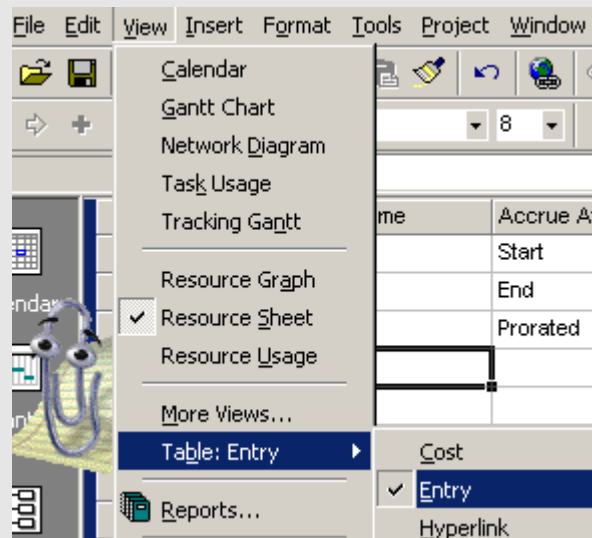 File Edit View Insert Format Tools Project Window
Calendar
Gantt Chart
8
Network Diagram
Task Usage
Tracking Gantt
Accrue
Start
Resource Graph
End
Resource Sheet
Prorated
Resource Usage
More Views...
Table: Entry
Cost
Entry
Reports...
Hyperlink